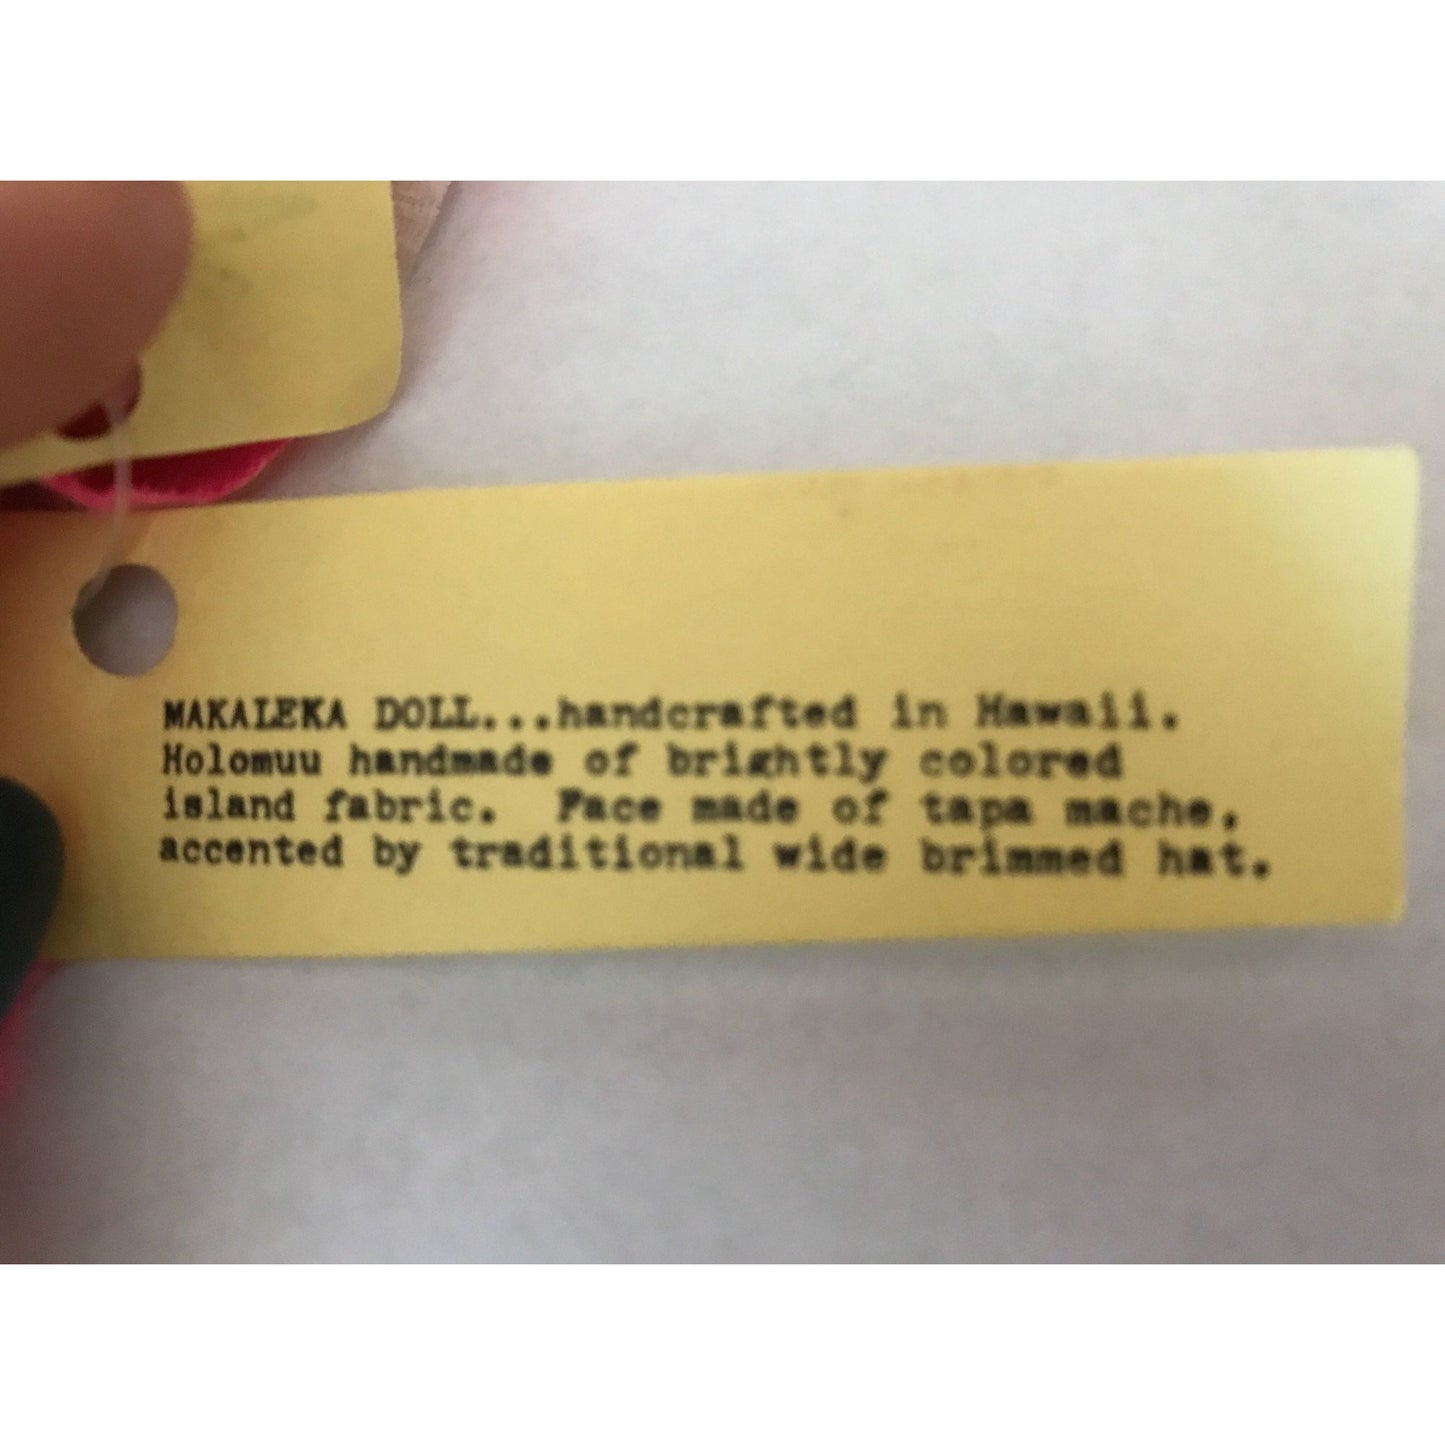 MAKALEKA DOLL...handcrafted in Hawaii.
Holomuu handmade of brightly colored
island fabric.  Face made of tapa mache,
accented by traditional wide brimmed hat.